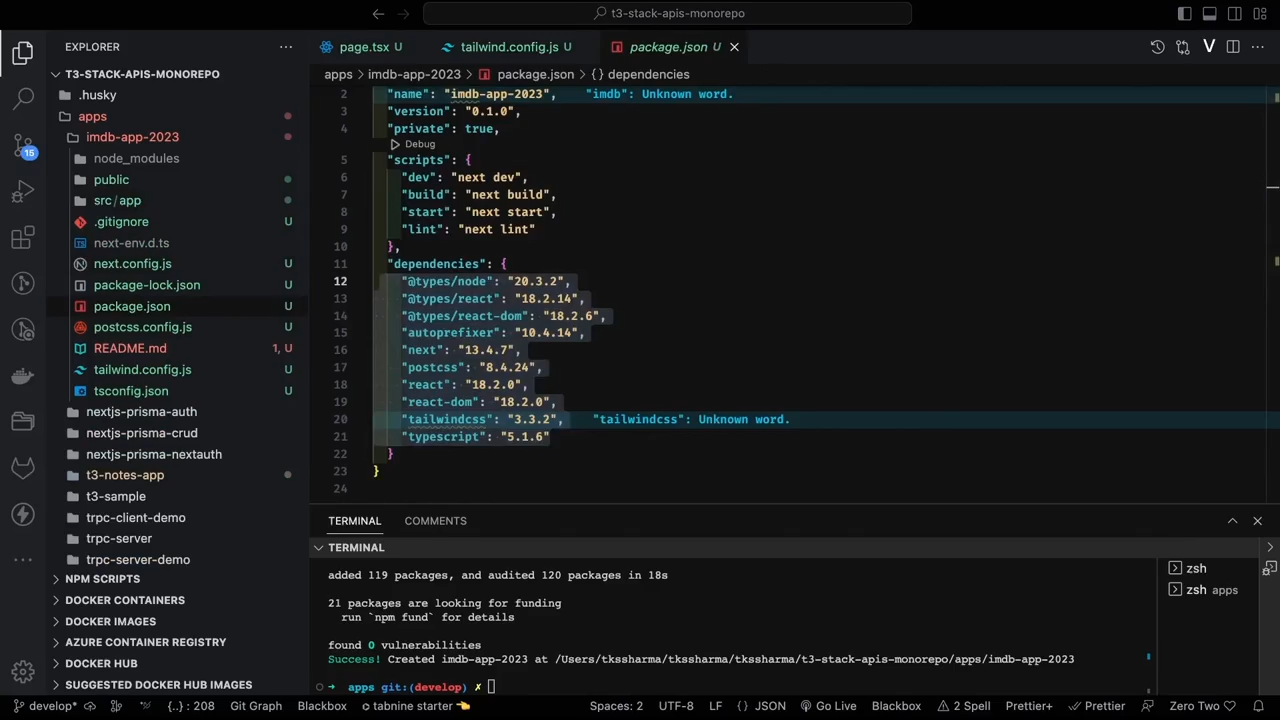 t3-stack-apis-monorepo
EXPLORER
T3-STACK-APIS-MONOREPO
.husky
apps
imdb-app-2023
node_modules
public
src/app
.gitignore U
next-env.d.ts
next.config.js U
package-lock.json U
package.json U
postcss.config.js U
README.md 1, U
tailwind.config.js U
tsconfig.json U
nextjs-prisma-auth
nextjs-prisma-crud
nextjs-prisma-nextauth
t3-notes-app
t3-sample
trpc-client-demo
trpc-server
trpc-server-demo
NPM SCRIPTS
DOCKER CONTAINERS
DOCKER IMAGES
AZURE CONTAINER REGISTRY
DOCKER HUB
SUGGESTED DOCKER HUB IMAGES
15
page.tsx U tailwind.config.js U package.json U
apps > imdb-app-2023 > package.json > {} dependencies
2 "name": "imdb-app-2023", "imdb": Unknown word.
3 "version": "0.1.0",
4 "private": true,
Debug
5 "scripts": {
6 "dev": "next dev",
7 "build": "next build",
8 "start": "next start",
9 "lint": "next lint"
10 },
11 "dependencies": {
12 "@types/node": "20.3.2",
13 "@types/react": "18.2.14",
14 "@types/react-dom": "18.2.6",
15 "autoprefixer": "10.4.14",
16 "next": "13.4.7",
17 "postcss": "8.4.24",
18 "react": "18.2.0",
19 "react-dom": "18.2.0",
20 "tailwindcss": "3.3.2", "tailwindcss": Unknown word.
21 "typescript": "5.1.6"
22 }
23 }
24
TERMINAL COMMENTS
TERMINAL
added 119 packages, and audited 120 packages in 18s
21 packages are looking for funding
run `npm fund` for details
found 0 vulnerabilities
Success! Created imdb-app-2023 at /Users/tkssharma/tkssharma/t3-stack-apis-monorepo/apps/imdb-app-2023
→ apps git:(develop) ✗
zsh
zsh apps
develop* {..} : 208 Git Graph Blackbox tabnine starter 👈 Spaces: 2 UTF-8 LF {} JSON Go Live Blackbox 2 Spell Prettier+ Prettier Zero Two